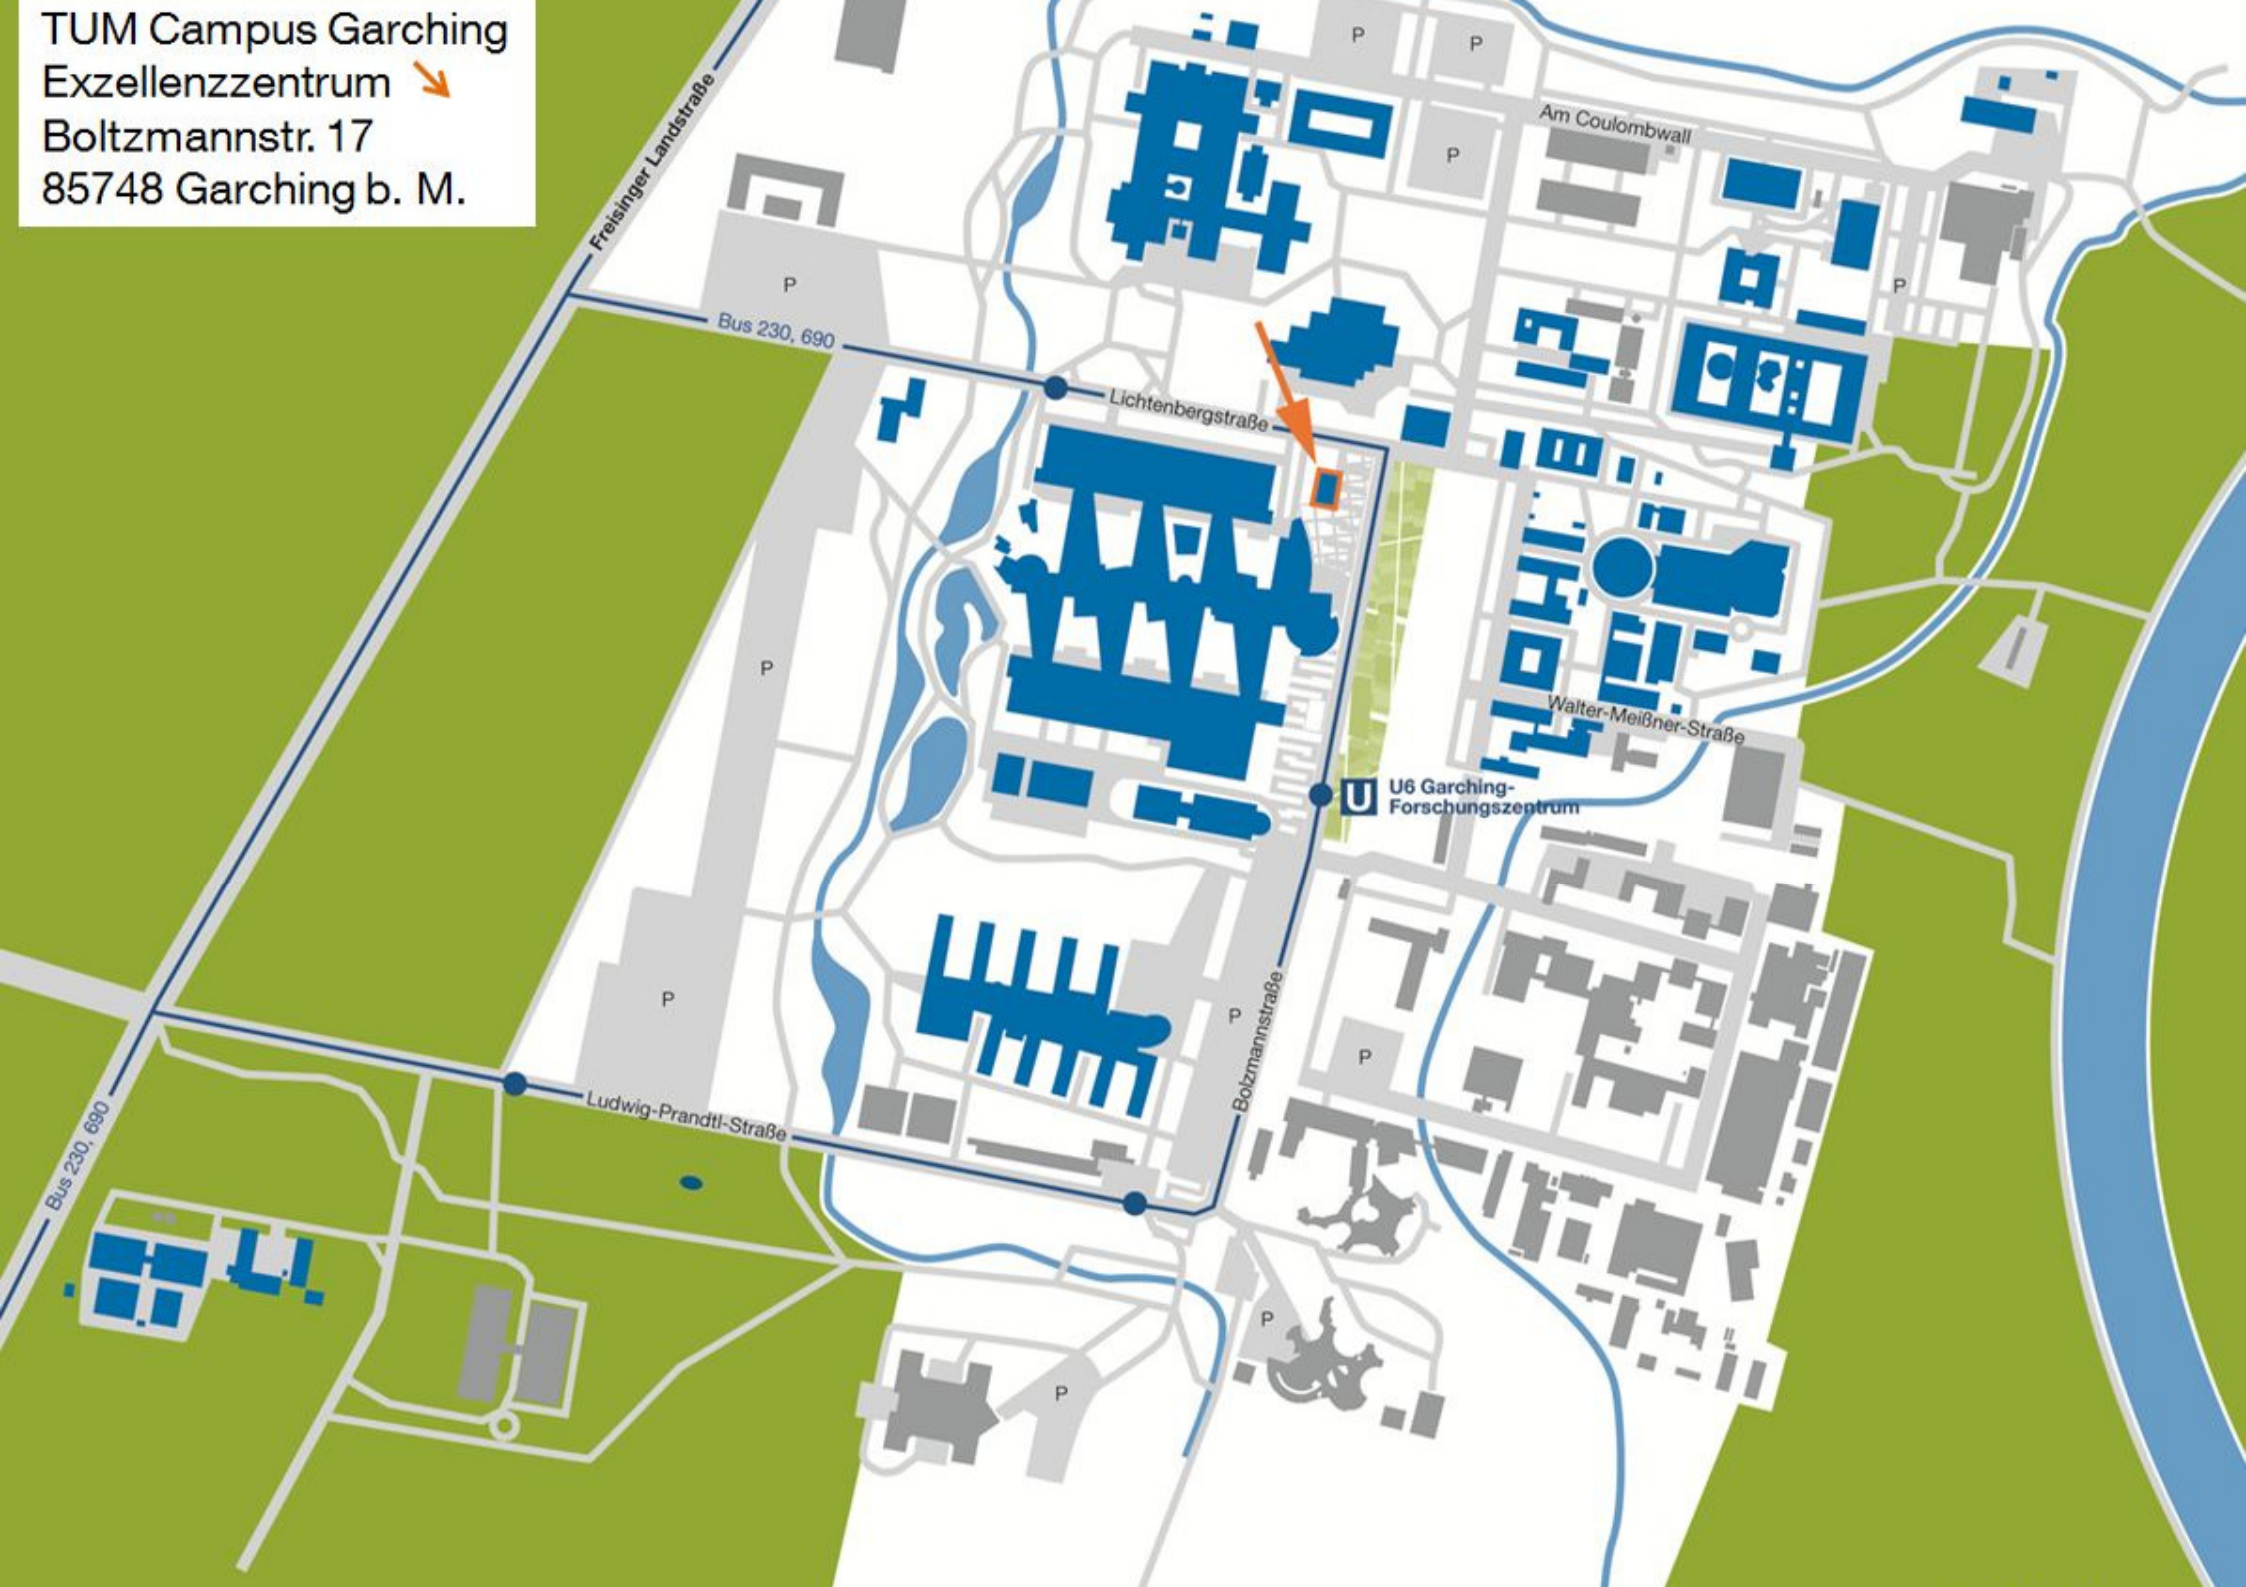 TUM Campus Garching
Exzellenzzentrum
Boltzmannstr. 17
85748 Garching b. M.
Freisinger Landstraße
P
P
Am Coulombwall
P
P
P
Bus 230, 690
Lichtenbergstraße
P
Walter-Meißner-Straße
U
U6 Garching-
Forschungszentrum
P
P
Bolzmannstraße
P
Ludwig-Prandtl-Straße
Bus 230, 690
P
P